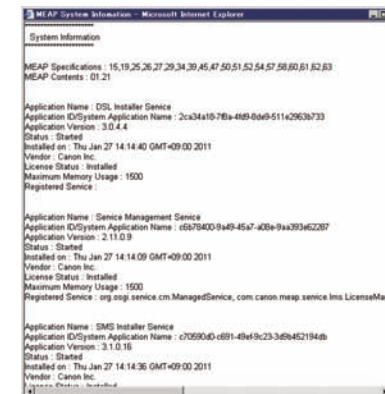 MEAP System Infomation - Microsoft Internet Explorer
**********************
System Information
**********************
MEAP Specifications : 15,19,25,26,27,29,34,39,45,47,50,51,52,54,57,58,60,61,62,63
MEAP Contents : 01.21
Application Name : DSL Installer Service
Application ID/System Application Name : 2ca34a18-7f8a-4fd9-8de9-511e2963b733
Application Version : 3.0.4.4
Status : Started
Installed on : Thu Jan 27 14:14:40 GMT+09:00 2011
Vendor : Canon Inc.
License Status : Installed
Maximum Memory Usage : 1500
Registered Service :
Application Name : Service Management Service
Application ID/System Application Name : c6b78400-9a49-45a7-a08e-9aa393e62287
Application Version : 2.11.0.9
Status : Started
Installed on : Thu Jan 27 14:14:09 GMT+09:00 2011
Vendor : Canon Inc.
License Status : Installed
Maximum Memory Usage : 1500
Registered Service : org.osgi.service.cm.ManagedService, com.canon.meap.service.lms.LicenseMa
Application Name : SMS Installer Service
Application ID/System Application Name : c70590d0-c691-49ef-9c23-3d9b452194db
Application Version : 3.1.0.16
Status : Started
Installed on : Thu Jan 27 14:14:36 GMT+09:00 2011
Vendor : Canon Inc.
License Status : Installed